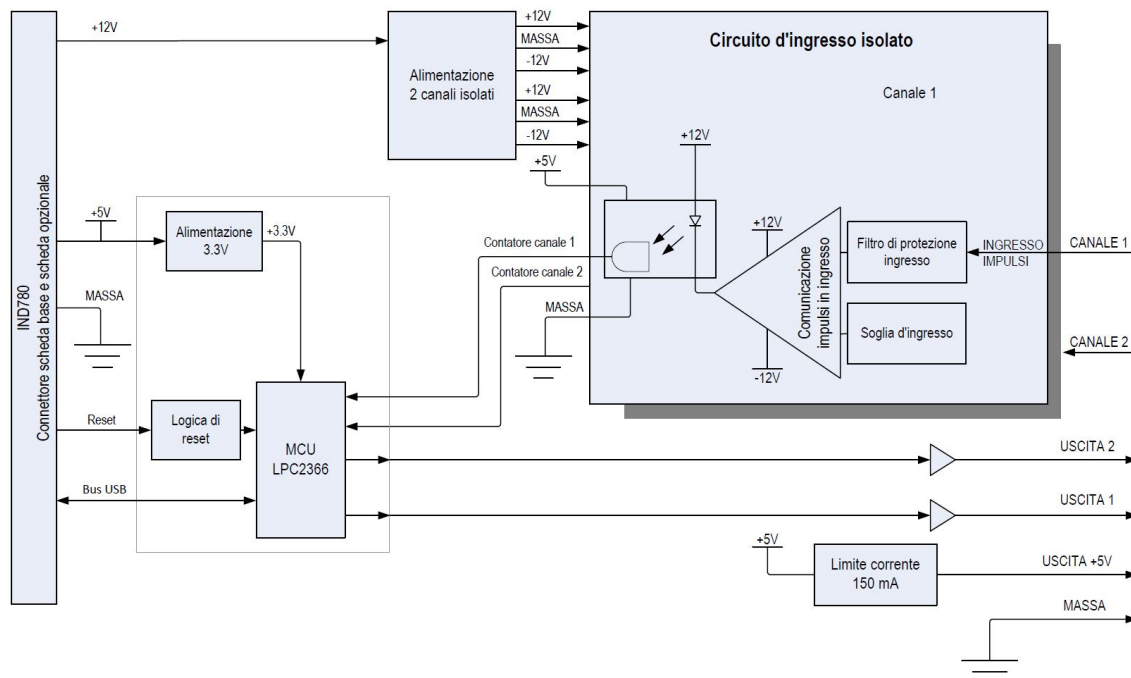 IND780
Connettore scheda base e scheda opzionale
+12V
Alimentazione
2 canali isolati
+12V
MASSA
-12V
+12V
MASSA
-12V
Circuito d'ingresso isolato
Canale 1
+12V
+5V
+12V
Comunicazione
impulsi in ingresso
-12V
Filtro di protezione
ingresso
Soglia d'ingresso
INGRESSO
IMPULSI
CANALE 1
CANALE 2
+5V
Alimentazione
3.3V
+3.3V
Contatore canale 1
Contatore canale 2
MASSA
MASSA
Reset
Logica di
reset
MCU
LPC2366
Bus USB
USCITA 2
USCITA 1
+5V
Limite corrente
150 mA
USCITA +5V
MASSA